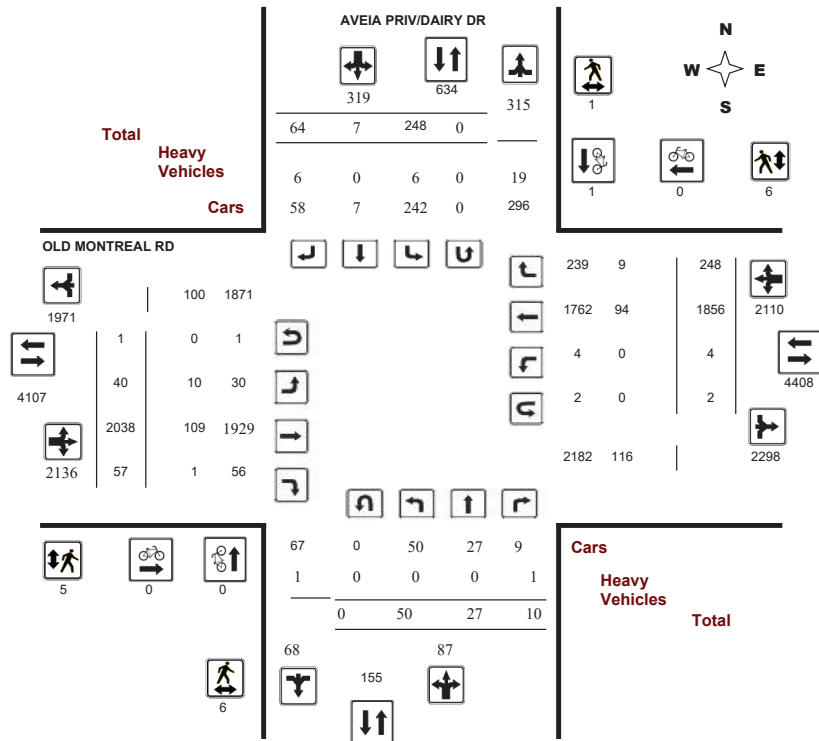 AVEIA PRIV/DAIRY DR
N
W E
S
319
634
315
1
Total
64 7 248 0
Heavy
Vehicles
6 0 6 0 19
1 0 6
Cars
58 7 242 0 296
OLD MONTREAL RD
239 9 248
100 1871
1971
1762 94 1856 2110
1 0 1
4 0 4
4107
40 10 30
4408
2 0 2
2038 109 1929
2136
57 1 56
2182 116 2298
67 0 50 27 9
Cars
1 0 0 0 1
Heavy
Vehicles
5 0 0
0 50 27 10
Total
68 87
155
6